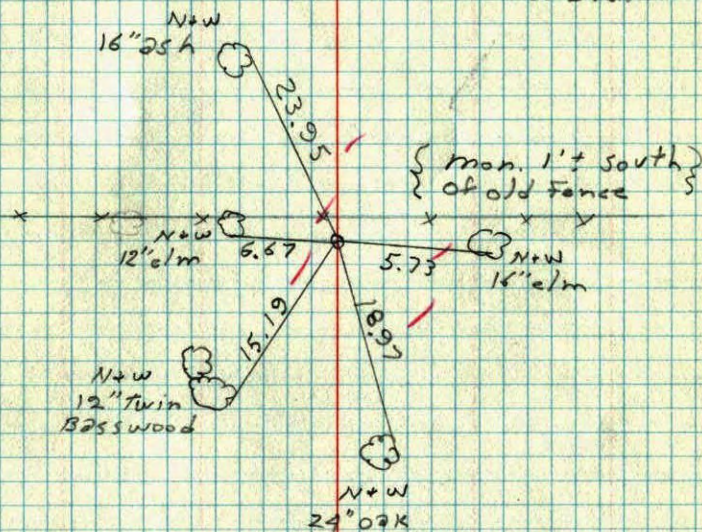 N+W
16" ash
23.95
{ mon. 1'± south }
of old Fence
N+W
12" elm
6.67
5.73
N+W
16" elm
15.19
18.97
N+W
12" Twin
Basswood
N+W
24" oak